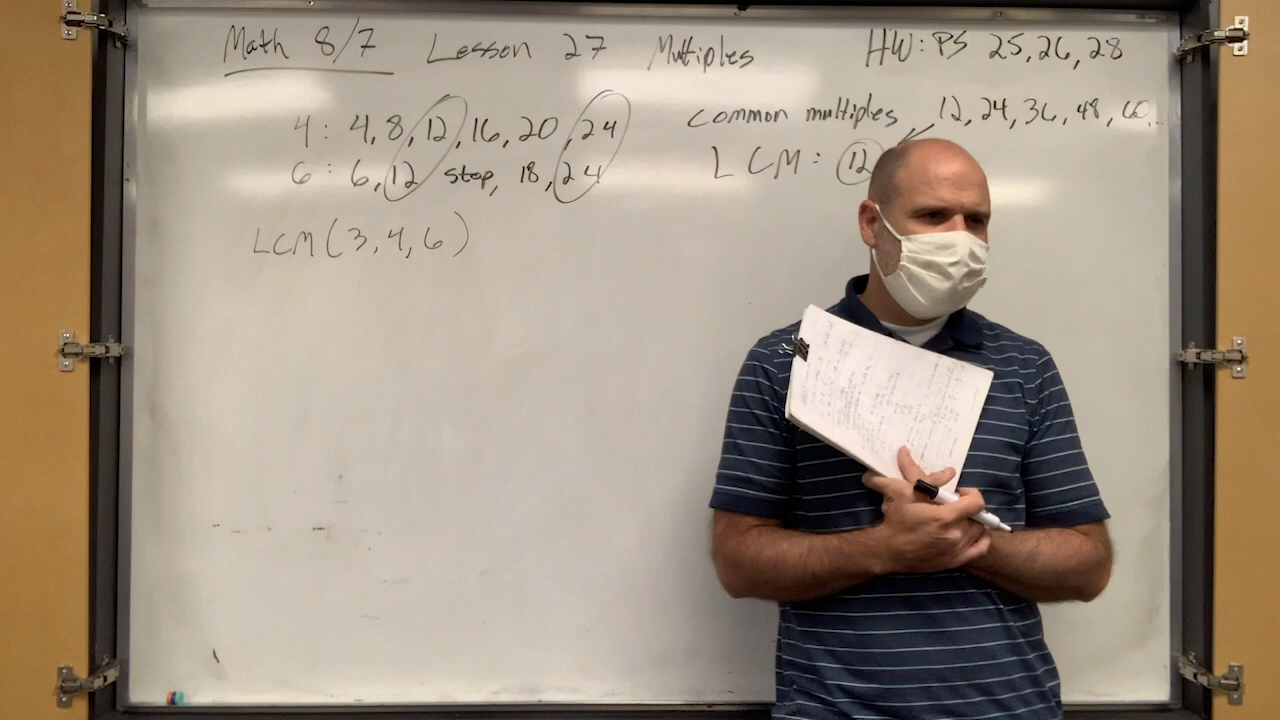 Math 8/7 Lesson 27 Multiples HW: PS 25, 26, 28
4: 4, 8, 12, 16, 20, 24
6: 6, 12 stop, 18, 24
common multiples 12, 24, 36, 48, 60, ...
LCM: 12
LCM (3, 4, 6)